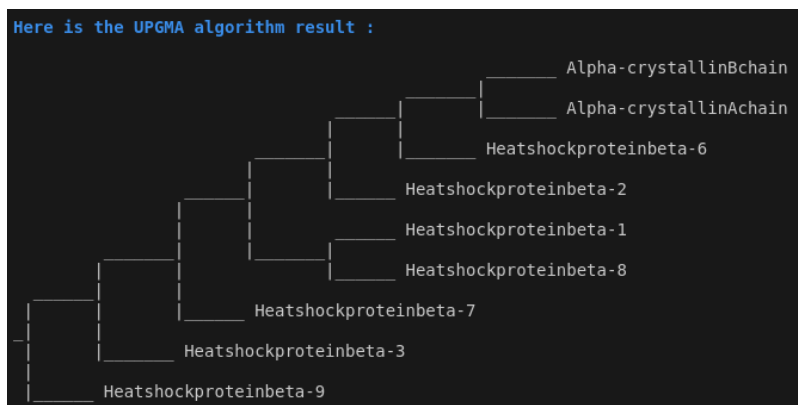 Here is the UPGMA algorithm result :
Alpha-crystallinBchain
Alpha-crystallinAchain
Heatshockproteinbeta-6
Heatshockproteinbeta-2
Heatshockproteinbeta-1
Heatshockproteinbeta-8
Heatshockproteinbeta-7
Heatshockproteinbeta-3
Heatshockproteinbeta-9